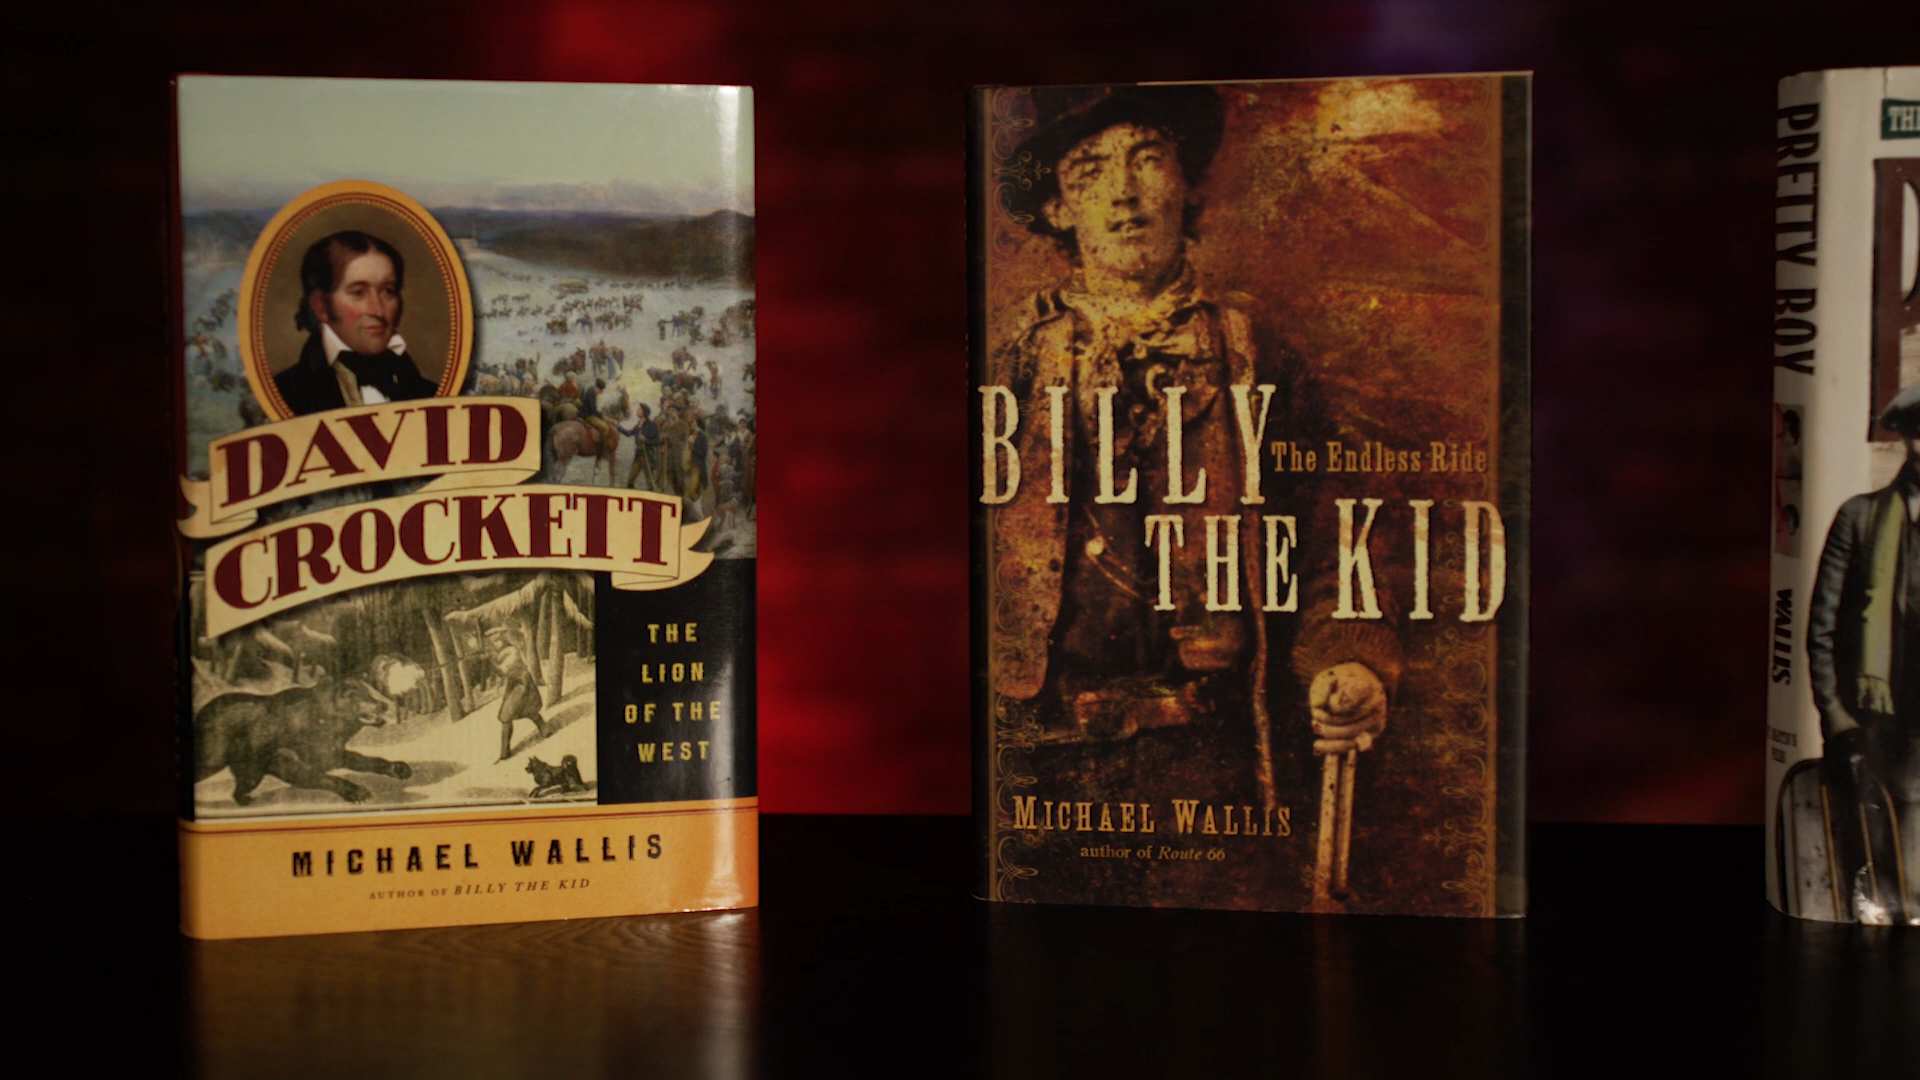 DAVID
CROCKETT
THE
LION
OF THE
WEST
MICHAEL WALLIS
AUTHOR OF BILLY THE KID
BILLY
The Endless Ride
THE KID
MICHAEL WALLIS
author of Route 66
PRETTY BOY
WALLIS